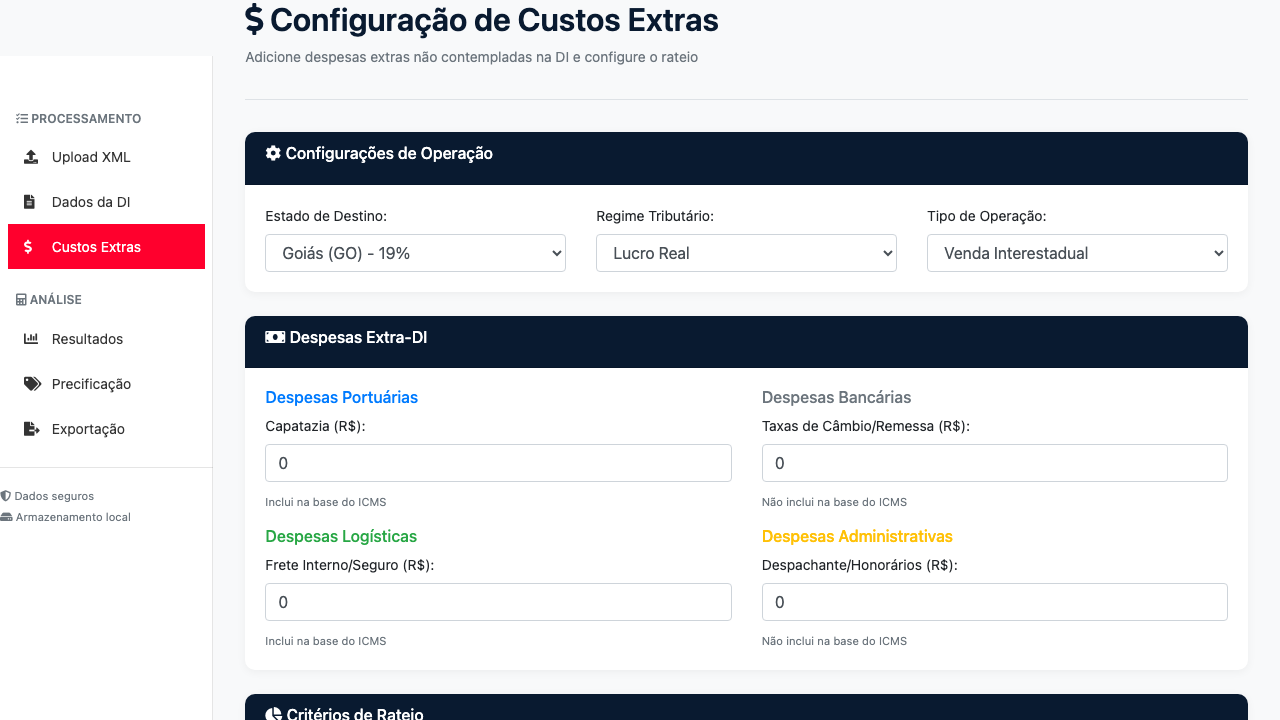 Configuração de Custos Extras
Adicione despesas extras não contempladas na DI e configure o rateio
PROCESSAMENTO
Upload XML
Dados da DI
Custos Extras
ANÁLISE
Resultados
Precificação
Exportação
Dados seguros
Armazenamento local
Configurações de Operação
Estado de Destino:
Goiás (GO) - 19%
Regime Tributário:
Lucro Real
Tipo de Operação:
Venda Interestadual
Despesas Extra-DI
Despesas Portuárias
Capatazia (R$):
0
Inclui na base do ICMS
Despesas Bancárias
Taxas de Câmbio/Remessa (R$):
0
Não inclui na base do ICMS
Despesas Logísticas
Frete Interno/Seguro (R$):
0
Inclui na base do ICMS
Despesas Administrativas
Despachante/Honorários (R$):
0
Não inclui na base do ICMS
Critérios de Rateio